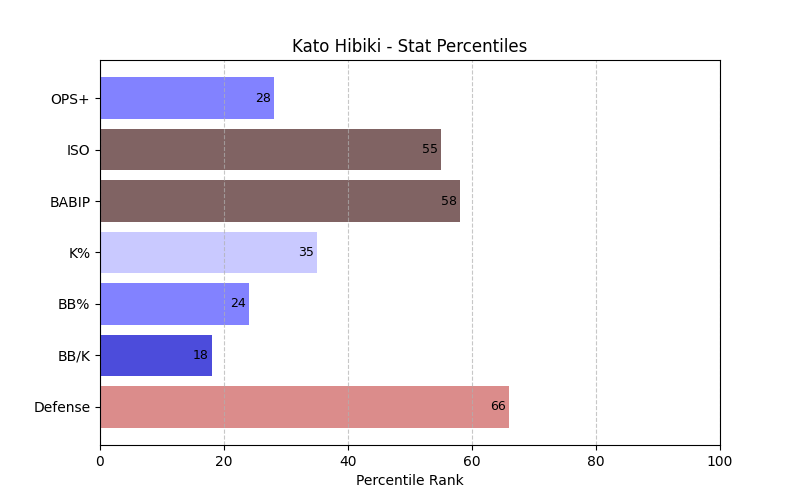 Kato Hibiki - Stat Percentiles
OPS+ 28
ISO 55
BABIP 58
K% 35
BB% 24
BB/K 18
Defense 66
0 20 40 60 80 100
Percentile Rank